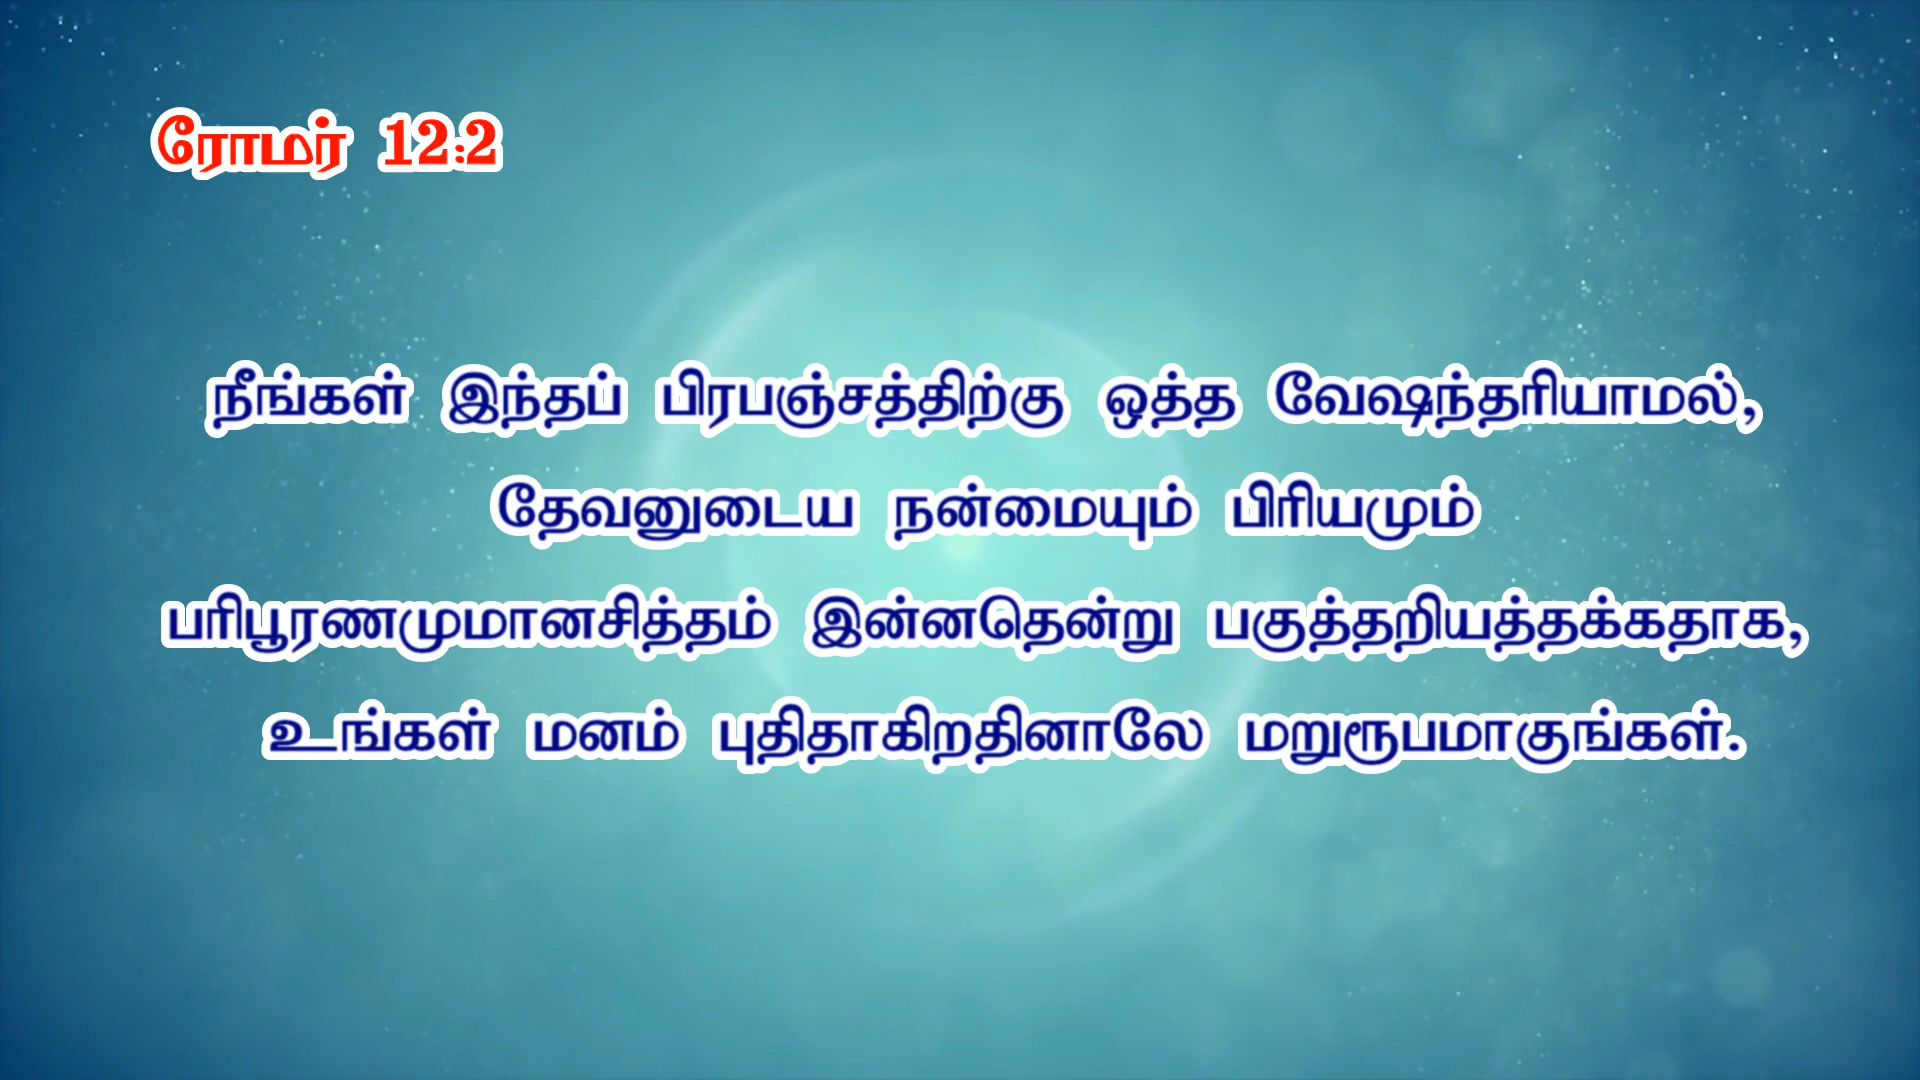 ரோமர் 12:2
நீங்கள் இந்தப் பிரபஞ்சத்திற்கு ஒத்த வேஷந்தரியாமல்,
தேவனுடைய நன்மையும் பிரியமும்
பரிபூரணமுமானசித்தம் இன்னதென்று பகுத்தறியத்தக்கதாக,
உங்கள் மனம் புதிதாகிறதினாலே மறுரூபமாகுங்கள்.